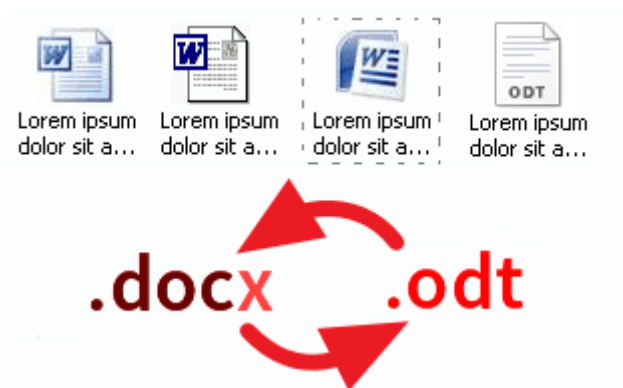 W W W ODT
Lorem ipsum Lorem ipsum Lorem ipsum Lorem ipsum
dolor sit a... dolor sit a... dolor sit a... dolor sit a...
.docx .odt